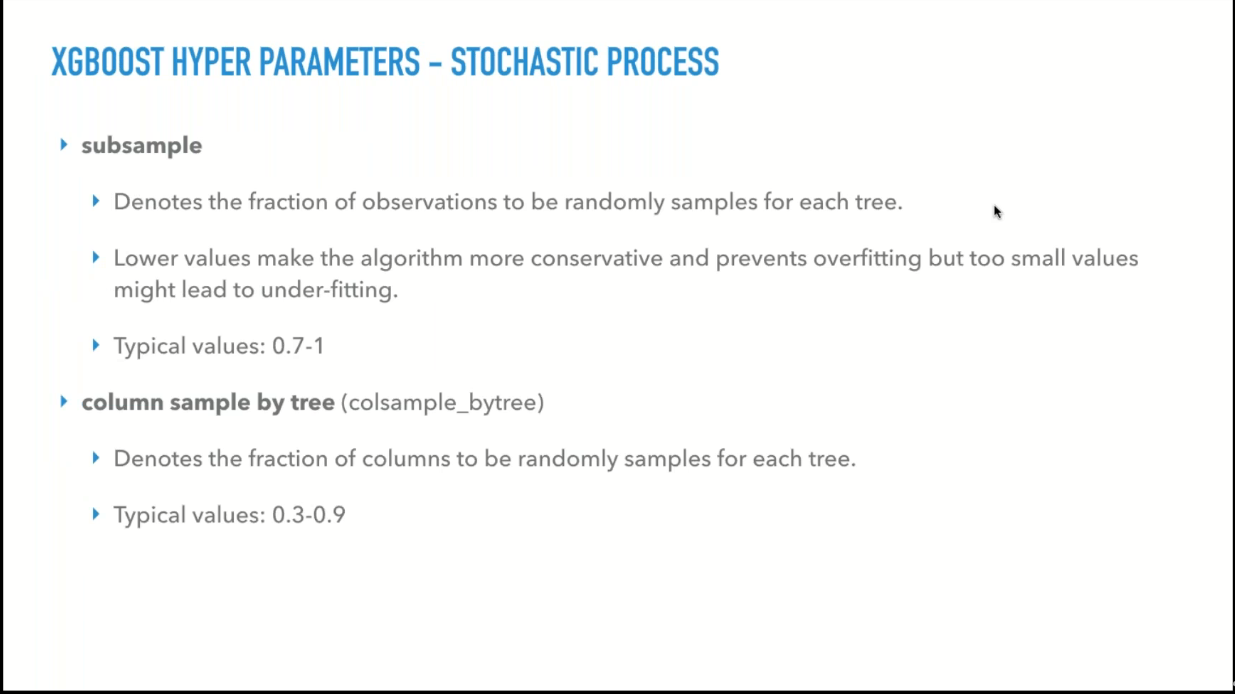 XGBOOST HYPER PARAMETERS – STOCHASTIC PROCESS
subsample
Denotes the fraction of observations to be randomly samples for each tree.
Lower values make the algorithm more conservative and prevents overfitting but too small values
might lead to under-fitting.
Typical values: 0.7-1
column sample by tree (colsample_bytree)
Denotes the fraction of columns to be randomly samples for each tree.
Typical values: 0.3-0.9